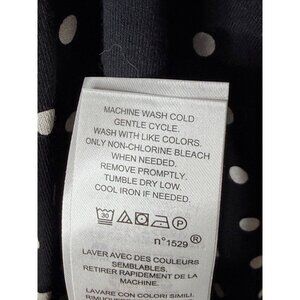 MACHINE WASH COLD
GENTLE CYCLE.
WASH WITH LIKE COLORS.
ONLY NON-CHLORINE BLEACH
WHEN NEEDED.
REMOVE PROMPTLY.
TUMBLE DRY LOW.
COOL IRON IF NEEDED.
30 P
n°1529 ®
LAVER AVEC DES COULEURS
SEMBLABLES.
RETIRER RAPIDEMENT DE LA
MACHINE.
LAVARE CON COLORI SIMILI.